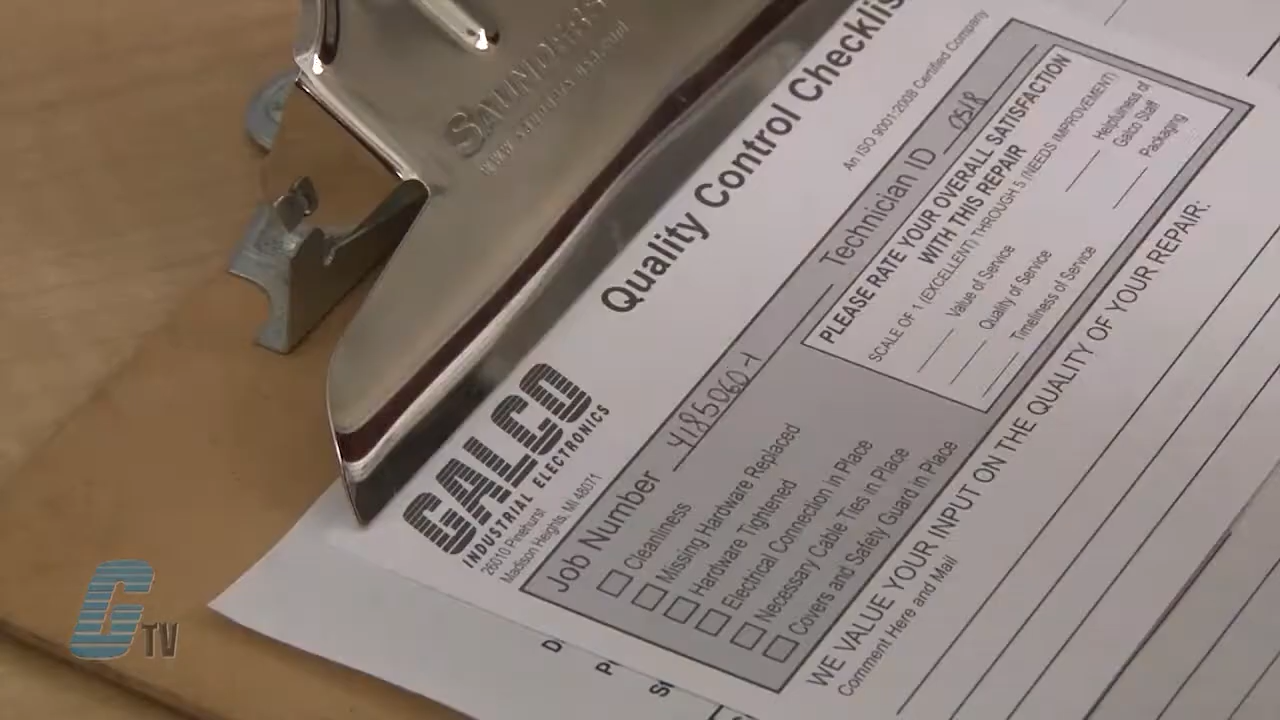 SAUNDERS
Quality Control Checklis
An ISO 9001:2008 Certified Company
GALCO
INDUSTRIAL ELECTRONICS
26010 Pinehurst
Madison Heights, MI 48071
Job Number 4185060-1 Technician ID 0518
Cleanliness
Missing Hardware Replaced
Hardware Tightened
Electrical Connection in Place
Necessary Cable Ties in Place
Covers and Safety Guard in Place
PLEASE RATE YOUR OVERALL SATISFACTION
WITH THIS REPAIR
SCALE OF 1 (EXCELLENT) THROUGH 5 (NEEDS IMPROVEMENT)
Value of Service
Quality of Service
Timeliness of Service
Helpfulness of
Galco Staff
Packaging
WE VALUE YOUR INPUT ON THE QUALITY OF YOUR REPAIR:
Comment Here and Mail
G TV